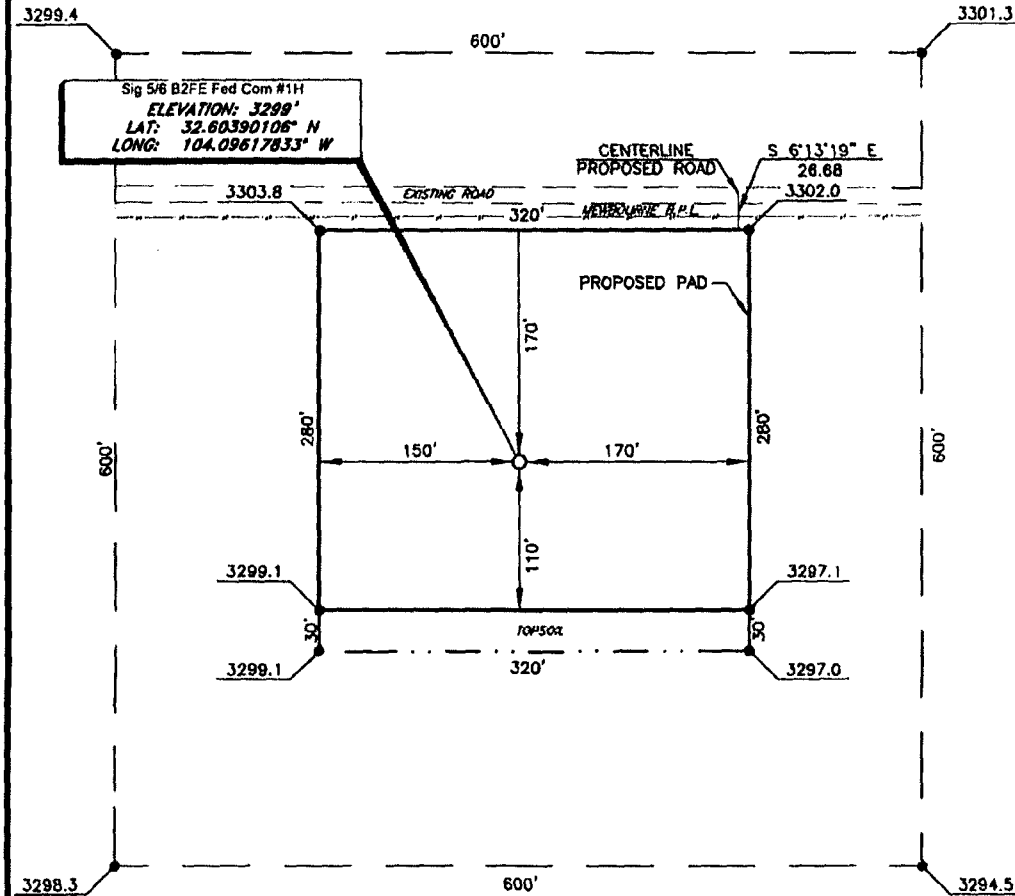 3299.4
3301.3
600'
Sig 5/6 B2FE Fed Com #1H
ELEVATION: 3299'
LAT: 32.60390106° N
LONG: 104.09617833° W
CENTERLINE
PROPOSED ROAD
S 6°13'19" E
26.68
3303.8
EXISTING ROAD
3302.0
320'
MEWBOURNE B.P.L.
PROPOSED PAD
170'
280'
280'
600'
600'
150'
170'
110'
3299.1
3297.1
30'
TOPSOIL
30'
3299.1
320'
3297.0
3298.3
600'
3294.5